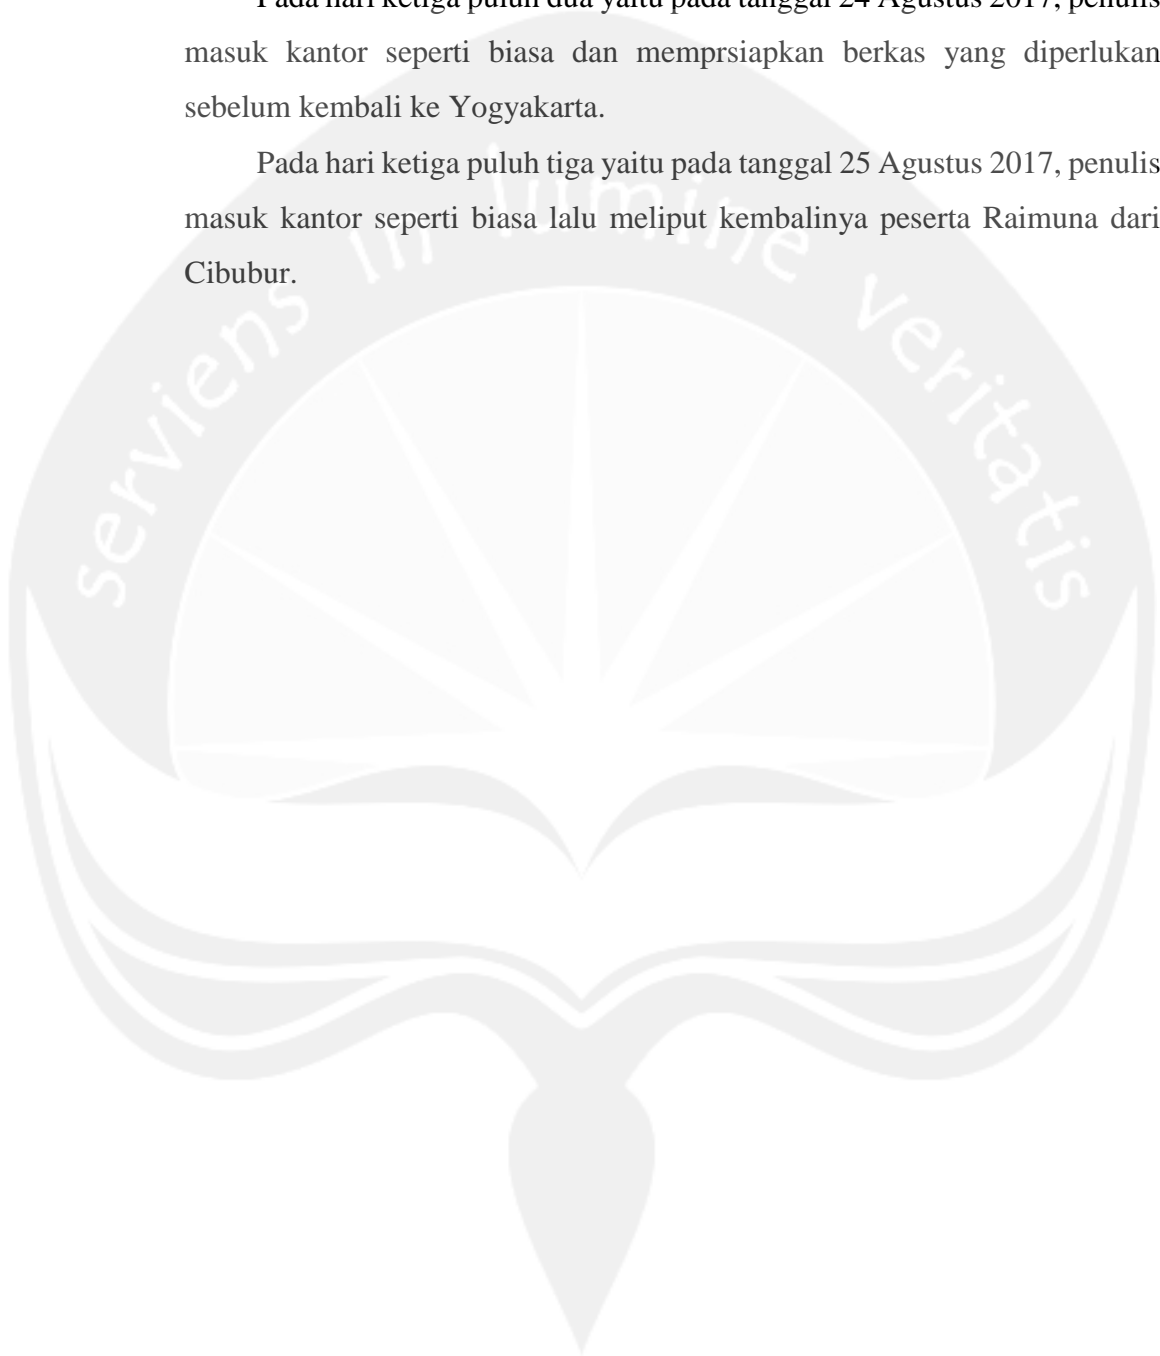 Pada hari ketiga puluh dua yaitu pada tanggal 24 Agustus 2017, penulis
masuk kantor seperti biasa dan memprsiapkan berkas yang diperlukan
sebelum kembali ke Yogyakarta.
Pada hari ketiga puluh tiga yaitu pada tanggal 25 Agustus 2017, penulis
masuk kantor seperti biasa lalu meliput kembalinya peserta Raimuna dari
Cibubur.
serviens in lumine veritatis